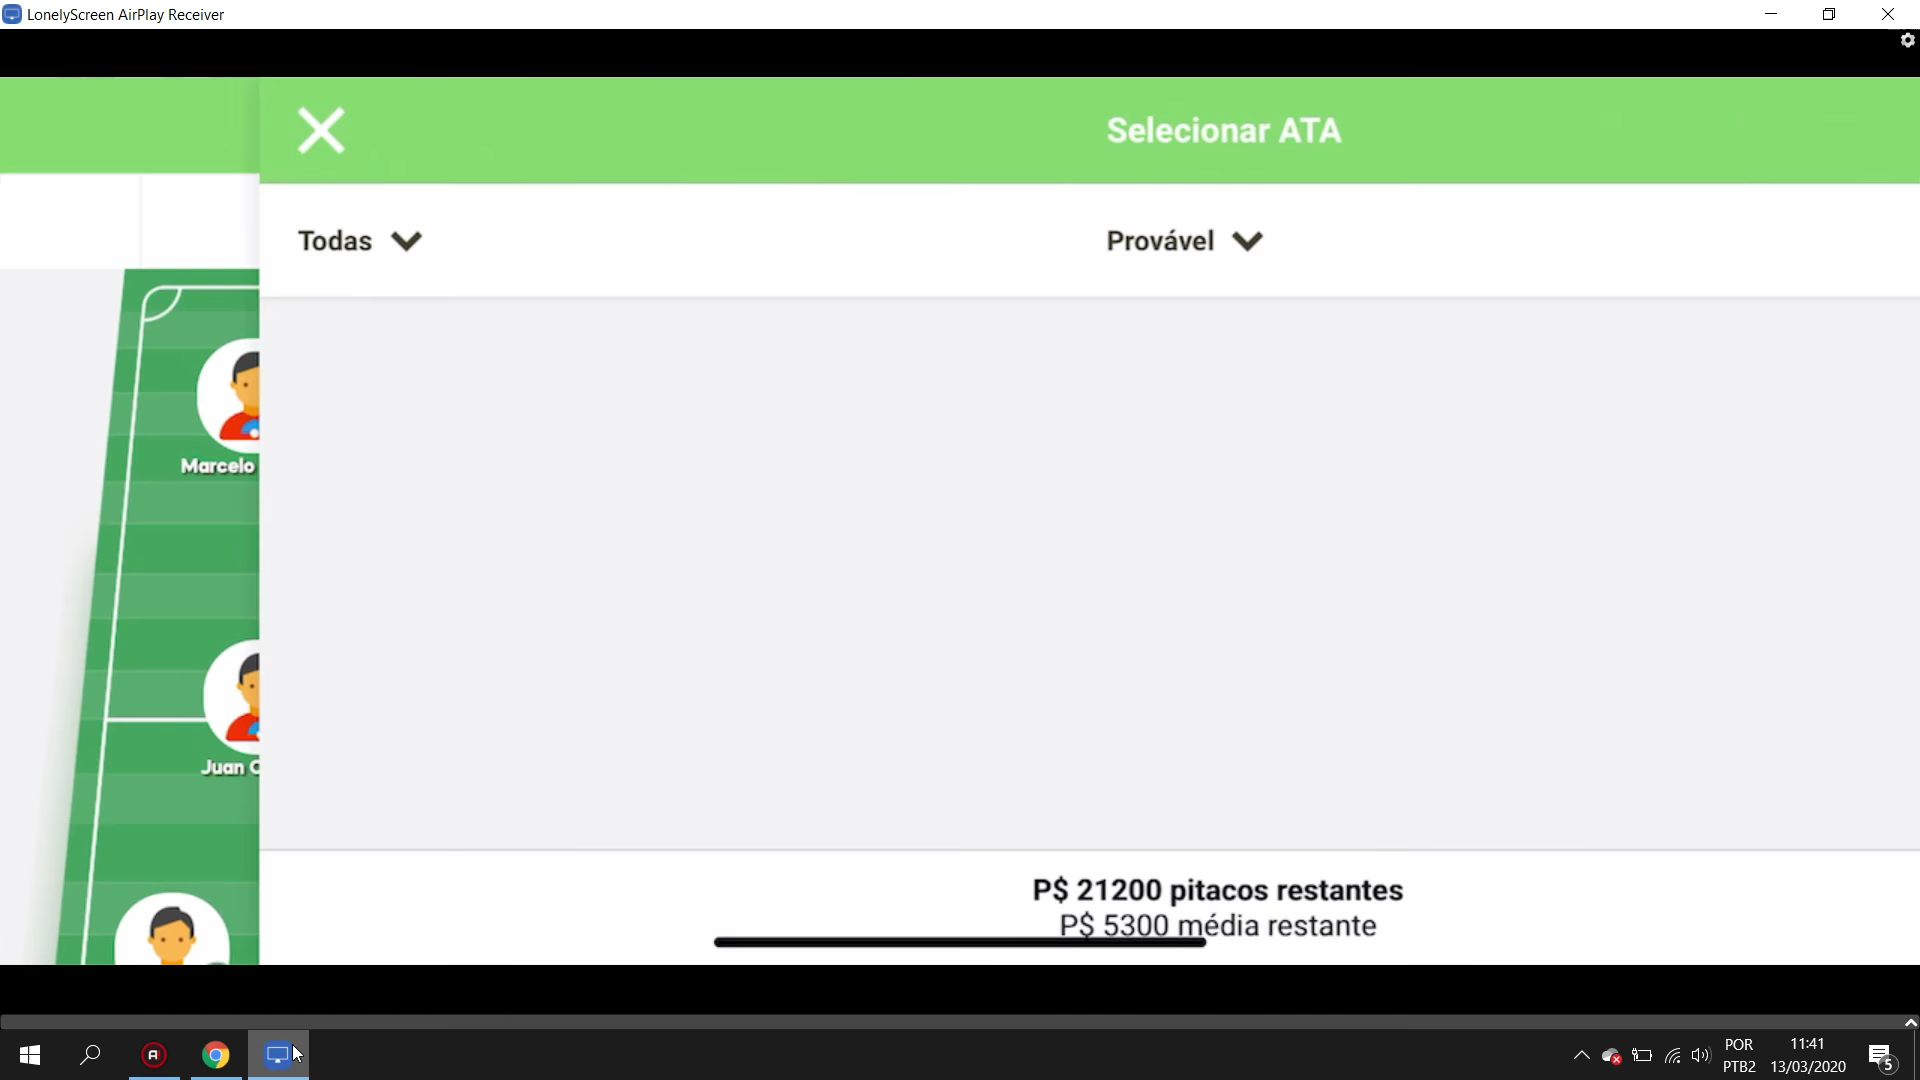 LonelyScreen AirPlay Receiver
Selecionar ATA
Todas
Provável
Marcelo
Juan
P$ 21200 pitacos restantes
P$ 5300 média restante
POR
PTB2
11:41
13/03/2020
5